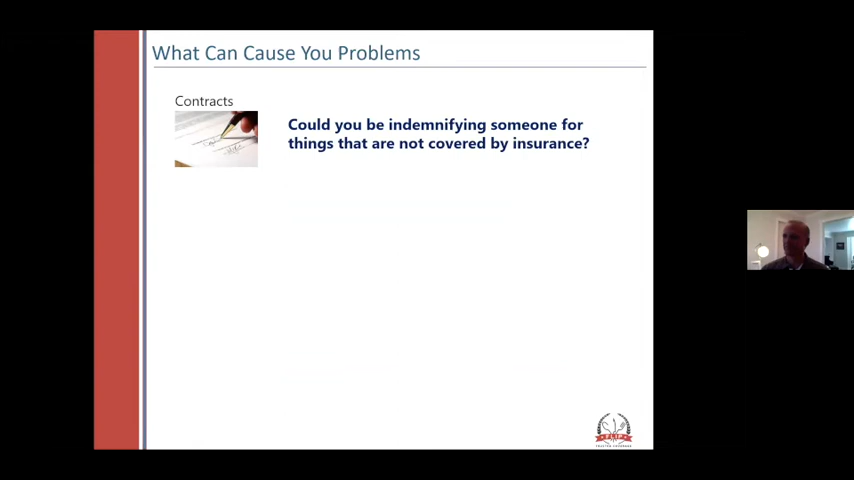 What Can Cause You Problems
Contracts
Could you be indemnifying someone for
things that are not covered by insurance?
FLIP